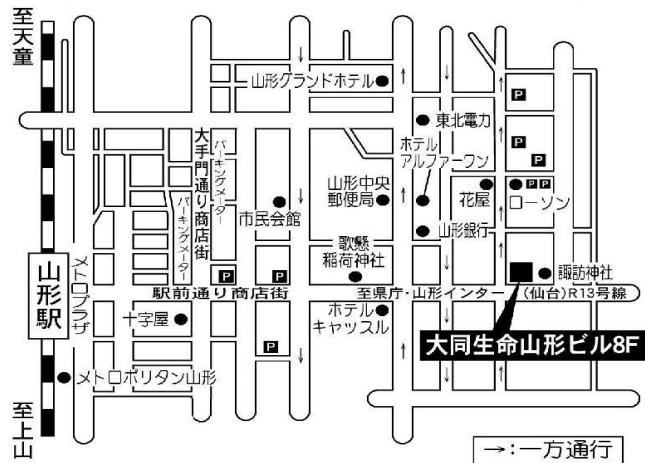 至天童
山形グランドホテル
東北電力
P
P
P
大手門通り商店街
パーキングメーター
パーキングメーター
ホテル
アルファーワン
山形中央
郵便局
花屋
P P
ローソン
市民会館
山形銀行
歌懸
稲荷神社
諏訪神社
P
P
山形駅
メトロプラザ
駅前通り商店街
至県庁・山形インター
(仙台)R13号線
十字屋
ホテル
キャッスル
大同生命山形ビル8F
P
メトロポリタン山形
至上山
→:一方通行